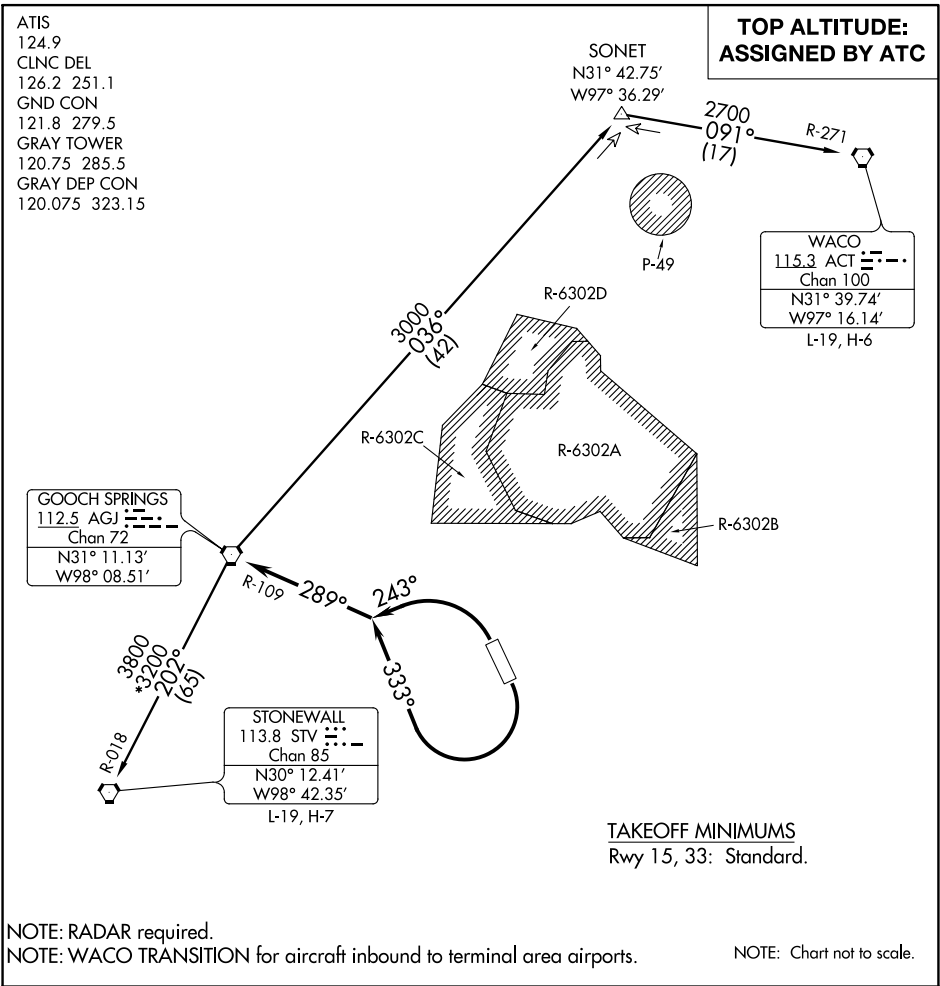 ATIS
124.9
CLNC DEL
126.2 251.1
GND CON
121.8 279.5
GRAY TOWER
120.75 285.5
GRAY DEP CON
120.075 323.15
TOP ALTITUDE:
ASSIGNED BY ATC
SONET
N31° 42.75'
W97° 36.29'
2700
091°
(17)
R-271
P-49
WACO
115.3 ACT
Chan 100
N31° 39.74'
W97° 16.14'
L-19, H-6
R-6302D
3000
036°
(42)
R-6302C
R-6302A
R-6302B
GOOCH SPRINGS
112.5 AGJ
Chan 72
N31° 11.13'
W98° 08.51'
R-109
289°
243°
333°
3800
*3200
202°
(65)
R-018
STONEWALL
113.8 STV
Chan 85
N30° 12.41'
W98° 42.35'
L-19, H-7
TAKEOFF MINIMUMS
Rwy 15, 33: Standard.
NOTE: RADAR required.
NOTE: WACO TRANSITION for aircraft inbound to terminal area airports.
NOTE: Chart not to scale.